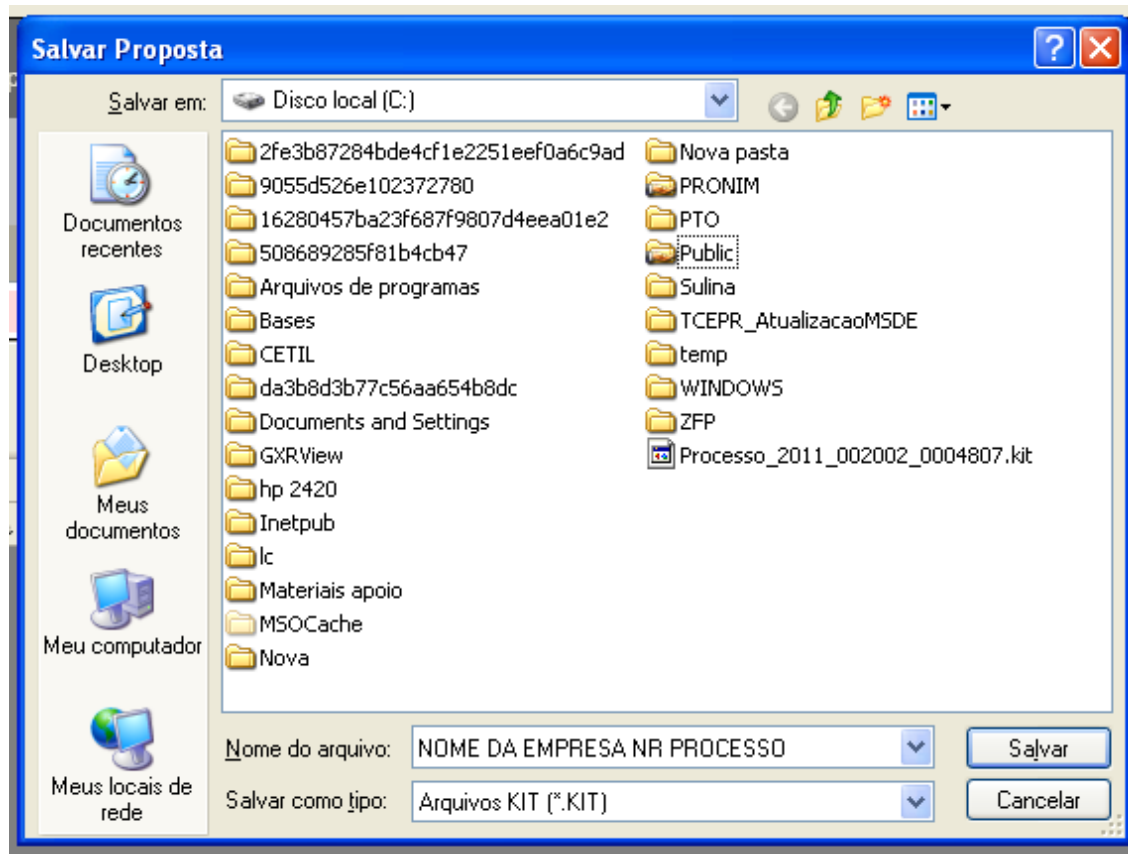 Salvar Proposta
Salvar em:
Disco local (C:)
Documentos
recentes
Desktop
Meus
documentos
Meu computador
Meus locais de
rede
2fe3b87284bde4cf1e2251eef0a6c9ad
9055d526e102372780
16280457ba23f687f9807d4eea01e2
508689285f81b4cb47
Arquivos de programas
Bases
CETIL
da3b8d3b77c56aa654b8dc
Documents and Settings
GXRView
hp 2420
Inetpub
lc
Materiais apoio
MSOCache
Nova
Nova pasta
PRONIM
PTO
Public
Sulina
TCEPR_AtualizacaoMSDE
temp
WINDOWS
ZFP
Processo_2011_002002_0004807.kit
Nome do arquivo:
NOME DA EMPRESA NR PROCESSO
Salvar
Salvar como tipo:
Arquivos KIT (*.KIT)
Cancelar